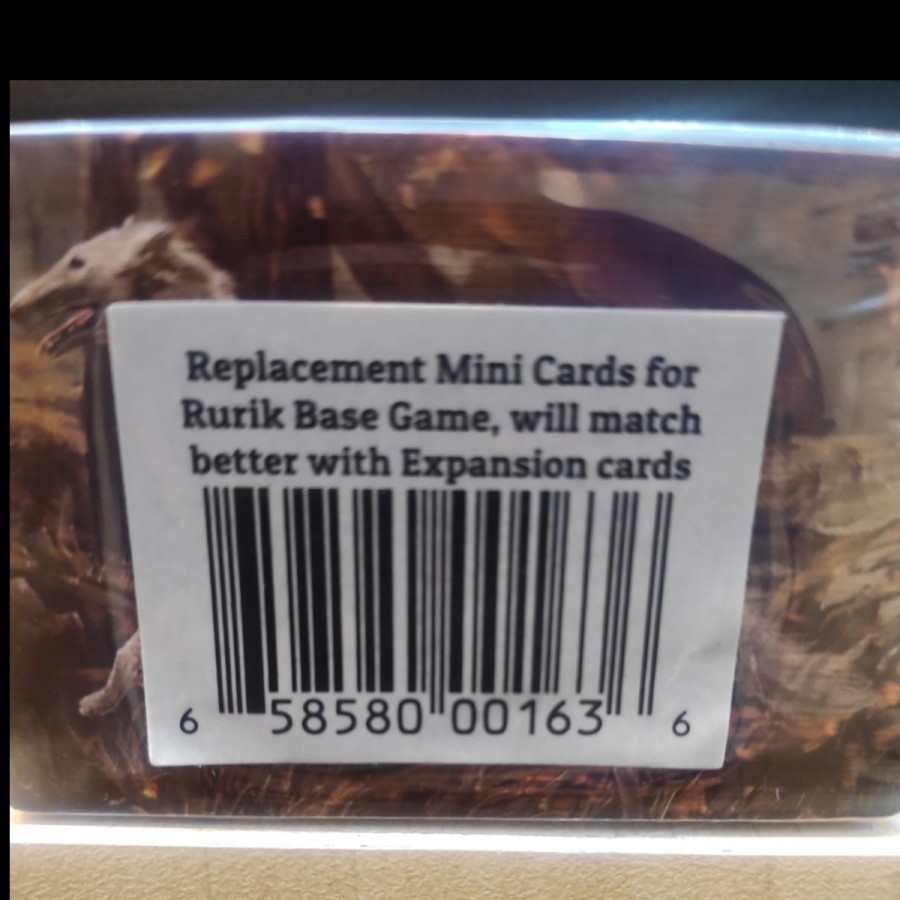 Replacement Mini Cards for
Rurik Base Game, will match
better with Expansion cards
6 58580 00163 6